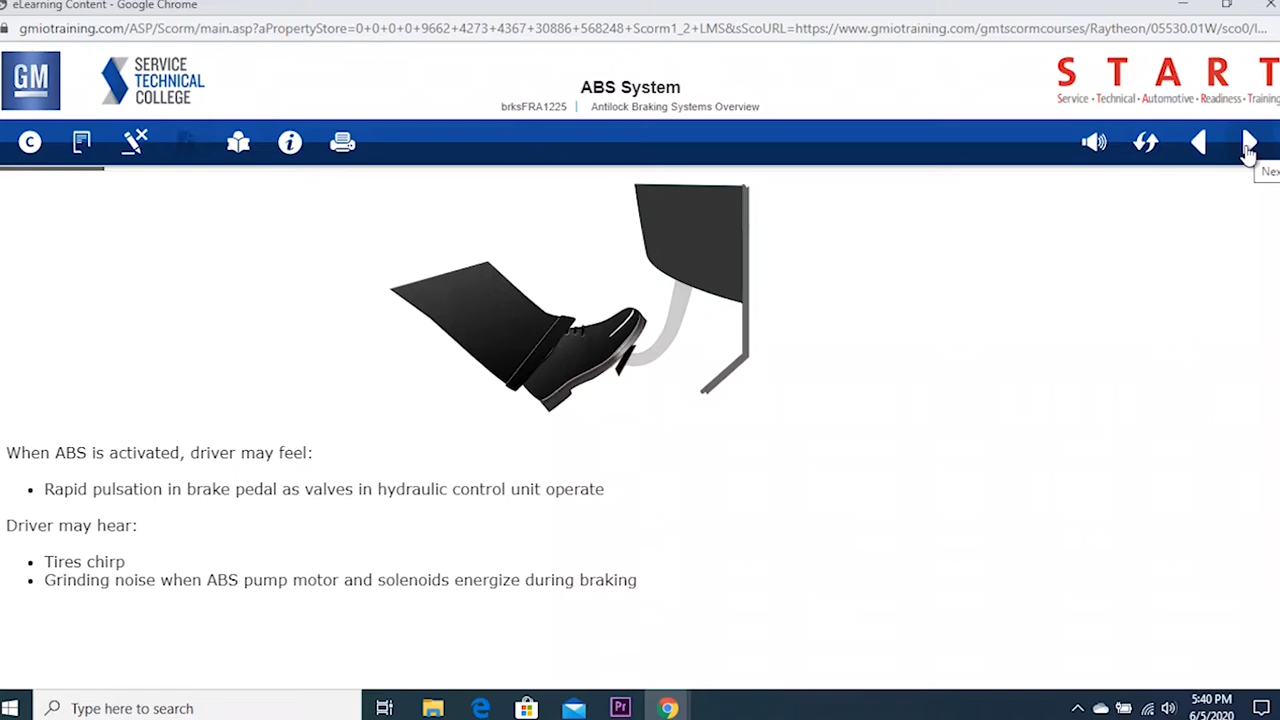 eLearning Content - Google Chrome
gmiotraining.com/ASP/Scorm/main.asp?aPropertyStore=0+0+0+0+9662+4273+4367+30886+568248+Scorm1_2+LMS&sScoURL=https://www.gmiotraining.com/gmtscormcourses/Raytheon/05530.01W/sco0/l...
GM
SERVICE
TECHNICAL
COLLEGE
ABS System
brksFRA1225 | Antilock Braking Systems Overview
START
Service • Technical • Automotive • Readiness • Training
C
Nex
When ABS is activated, driver may feel:
• Rapid pulsation in brake pedal as valves in hydraulic control unit operate
Driver may hear:
• Tires chirp
• Grinding noise when ABS pump motor and solenoids energize during braking
Type here to search
Pr
5:40 PM
6/5/2020